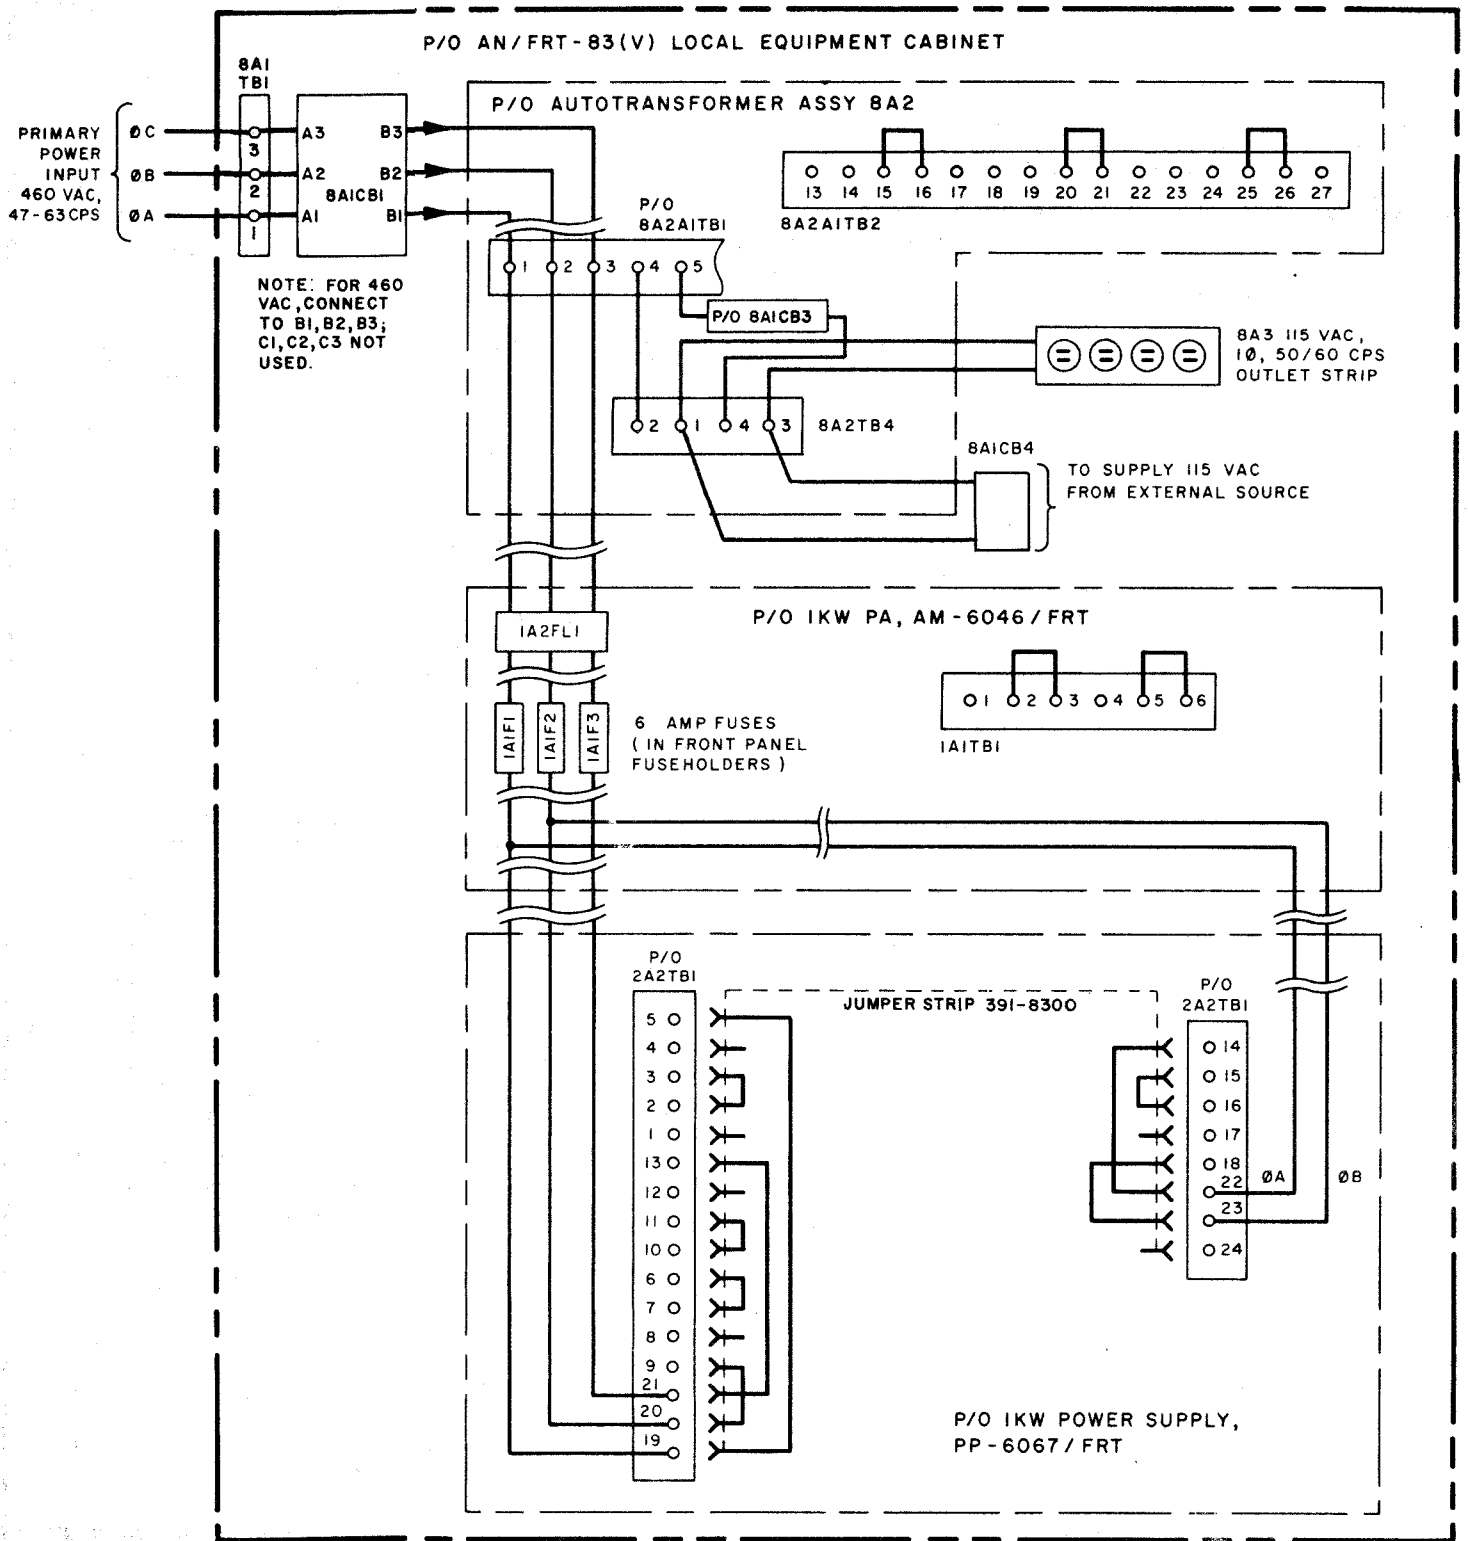 P/O AN/FRT-83(V) LOCAL EQUIPMENT CABINET
8A1
TB1
PRIMARY
POWER
INPUT
460 VAC,
47-63 CPS
ØC
ØB
ØA
3
2
1
A3
A2
A1
8A1CB1
B3
B2
B1
NOTE: FOR 460
VAC, CONNECT
TO B1, B2, B3;
C1, C2, C3 NOT
USED.
P/O AUTOTRANSFORMER ASSY 8A2
13 14 15 16 17 18 19 20 21 22 23 24 25 26 27
8A2A1TB2
P/O
8A2A1TB1
1 2 3 4 5
P/O 8A1CB3
8A3 115 VAC,
1Ø, 50/60 CPS
OUTLET STRIP
2 1 4 3
8A2TB4
8A1CB4
TO SUPPLY 115 VAC
FROM EXTERNAL SOURCE
P/O 1KW PA, AM-6046/FRT
1A2FL1
1 2 3 4 5 6
1A1TB1
1A1F1
1A1F2
1A1F3
6 AMP FUSES
(IN FRONT PANEL
FUSEHOLDERS)
P/O
2A2TB1
5
4
3
2
1
13
12
11
10
6
7
8
9
21
20
19
JUMPER STRIP 391-8300
P/O
2A2TB1
14
15
16
17
18
22
23
24
ØA
ØB
P/O 1KW POWER SUPPLY,
PP-6067/FRT